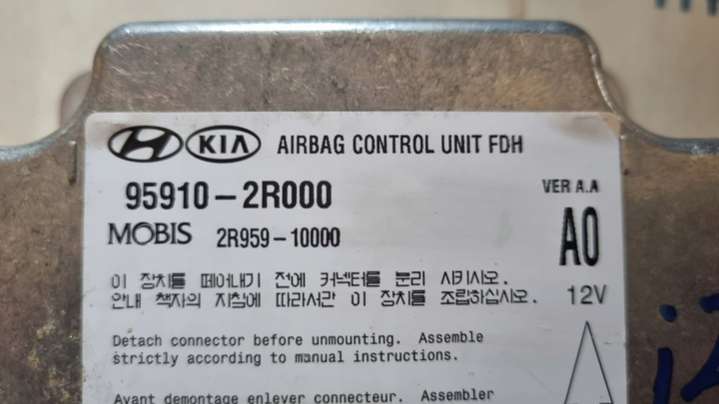 KIA AIRBAG CONTROL UNIT FDH
95910-2R000 VER A.A
MOBIS 2R959-10000 A0
이 장치를 떼어내기 전에 커넥터를 분리 시키시오.
안내 책자의 지침에 따라서만 이 장치를 조립하십시오. 12V
Detach connector before unmounting. Assemble
strictly according to manual instructions.
Avant demontage enlever connecteur. Assembler